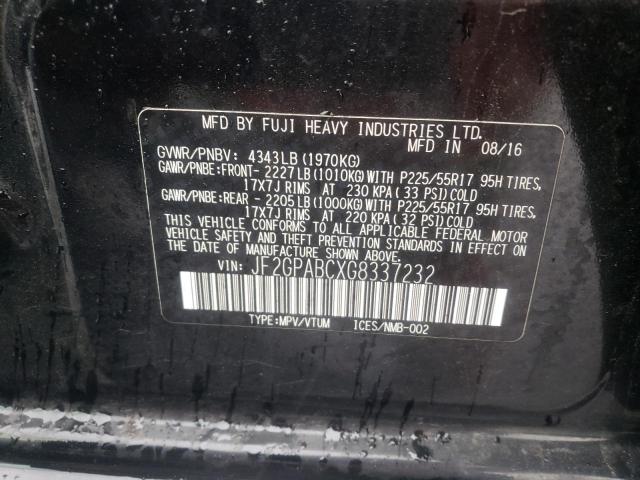 MFD BY FUJI HEAVY INDUSTRIES LTD.
MFD IN 08/16
GVWR/PNBV: 4343LB (1970KG)
GAWR/PNBE:FRONT- 2227LB (1010KG) WITH P225/55R17 95H TIRES,
17X7J RIMS AT 230 KPA (33 PSI) COLD
GAWR/PNBE:REAR - 2205LB (1000KG) WITH P225/55R17 95H TIRES,
17X7J RIMS AT 220 KPA (32 PSI) COLD
THIS VEHICLE CONFORMS TO ALL APPLICABLE FEDERAL MOTOR
VEHICLE SAFETY AND THEFT PREVENTION STANDARDS IN EFFECT ON
THE DATE OF MANUFACTURE SHOWN ABOVE.
VIN: JF2GPABCXG8337232
TYPE:MPV/VTUM ICES/NMB-002